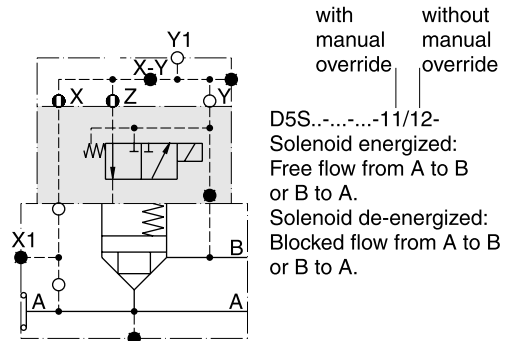 with
manual
override
without
manual
override
Y1
X-Y
X
Z
Y
D5S..-...-...-11/12-
Solenoid energized:
Free flow from A to B
or B to A.
Solenoid de-energized:
Blocked flow from A to B
or B to A.
X1
B
A
A